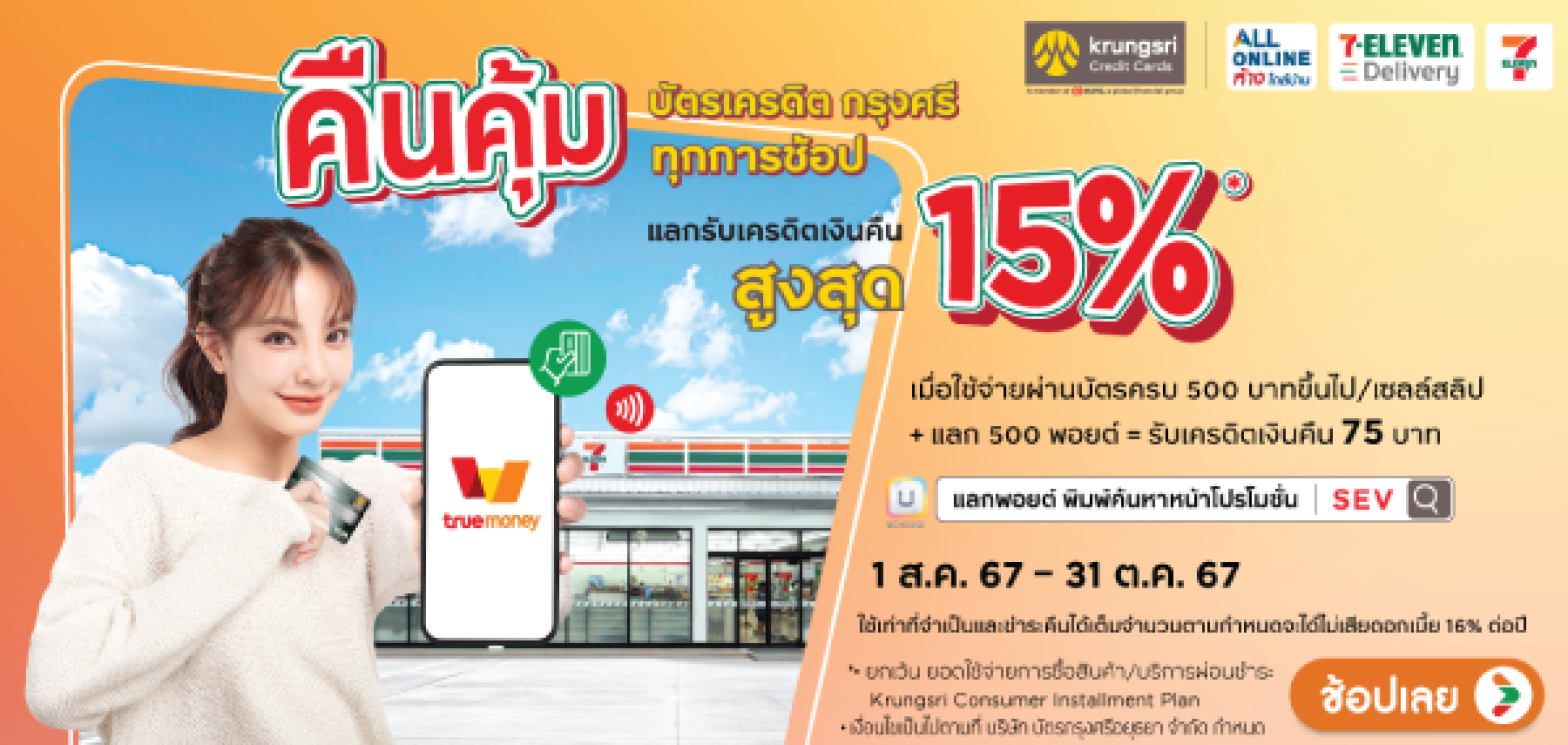 คืนคุ้ม
บัตรเครดิต กรุงศรี
ทุกการช้อป
แลกรับเครดิตเงินคืน
สูงสุด
15%*
krungsri
Credit Cards
ALL
ONLINE
7-ELEVEN
Delivery
ELEVEN
เมื่อใช้จ่ายผ่านบัตรครบ 500 บาทขึ้นไป/เซลล์สลิป
+ แลก 500 พอยต์ = รับเครดิตเงินคืน 75 บาท
U
แลกพอยต์ พิมพ์ค้นหาหน้าโปรโมชั่น | SEV
truemoney
1 ส.ค. 67 – 31 ต.ค. 67
ใช้เท่าที่จำเป็นและชำระคืนได้เต็มจำนวนตามกำหนดจะได้ไม่เสียดอกเบี้ย 16% ต่อปี
*• ยกเว้น ยอดใช้จ่ายการซื้อสินค้า/บริการผ่อนชำระ
Krungsri Consumer Installment Plan
• เงื่อนไขเป็นไปตามที่ บริษัท บัตรกรุงศรีอยุธยา จำกัด กำหนด
ช้อปเลย